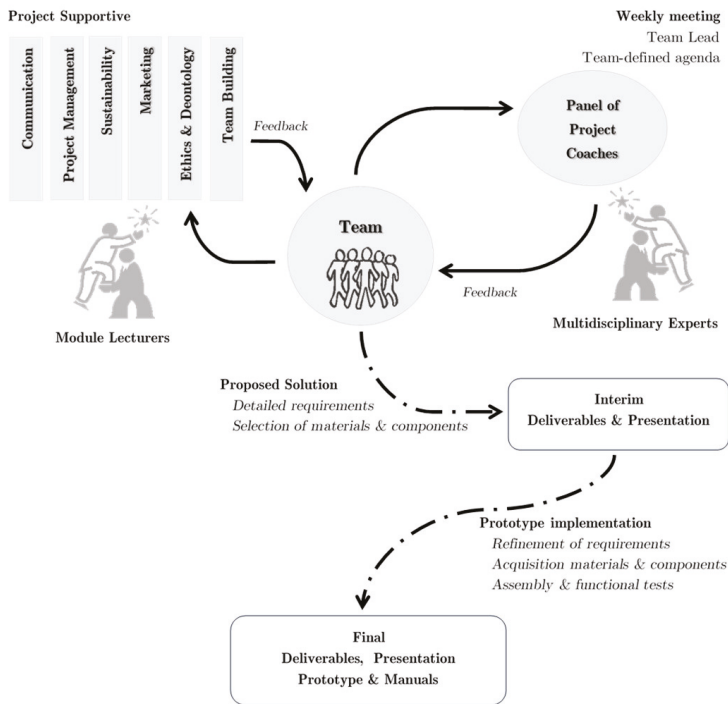 Project Supportive
Communication
Project Management
Sustainability
Marketing
Ethics & Deontology
Team Building
Feedback
Module Lecturers
Team
Weekly meeting
Team Lead
Team-defined agenda
Panel of
Project
Coaches
Feedback
Multidisciplinary Experts
Proposed Solution
Detailed requirements
Selection of materials & components
Interim
Deliverables & Presentation
Prototype implementation
Refinement of requirements
Acquisition materials & components
Assembly & functional tests
Final
Deliverables, Presentation
Prototype & Manuals